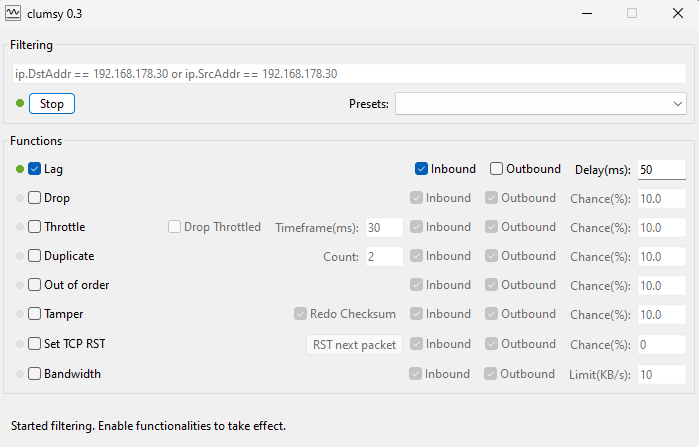 clumsy 0.3
Filtering
ip.DstAddr == 192.168.178.30 or ip.SrcAddr == 192.168.178.30
Stop Presets:
Functions
Lag Inbound Outbound Delay(ms): 50
Drop Inbound Outbound Chance(%): 10.0
Throttle Drop Throttled Timeframe(ms): 30 Inbound Outbound Chance(%): 10.0
Duplicate Count: 2 Inbound Outbound Chance(%): 10.0
Out of order Inbound Outbound Chance(%): 10.0
Tamper Redo Checksum Inbound Outbound Chance(%): 10.0
Set TCP RST RST next packet Inbound Outbound Chance(%): 0
Bandwidth Inbound Outbound Limit(KB/s): 10
Started filtering. Enable functionalities to take effect.